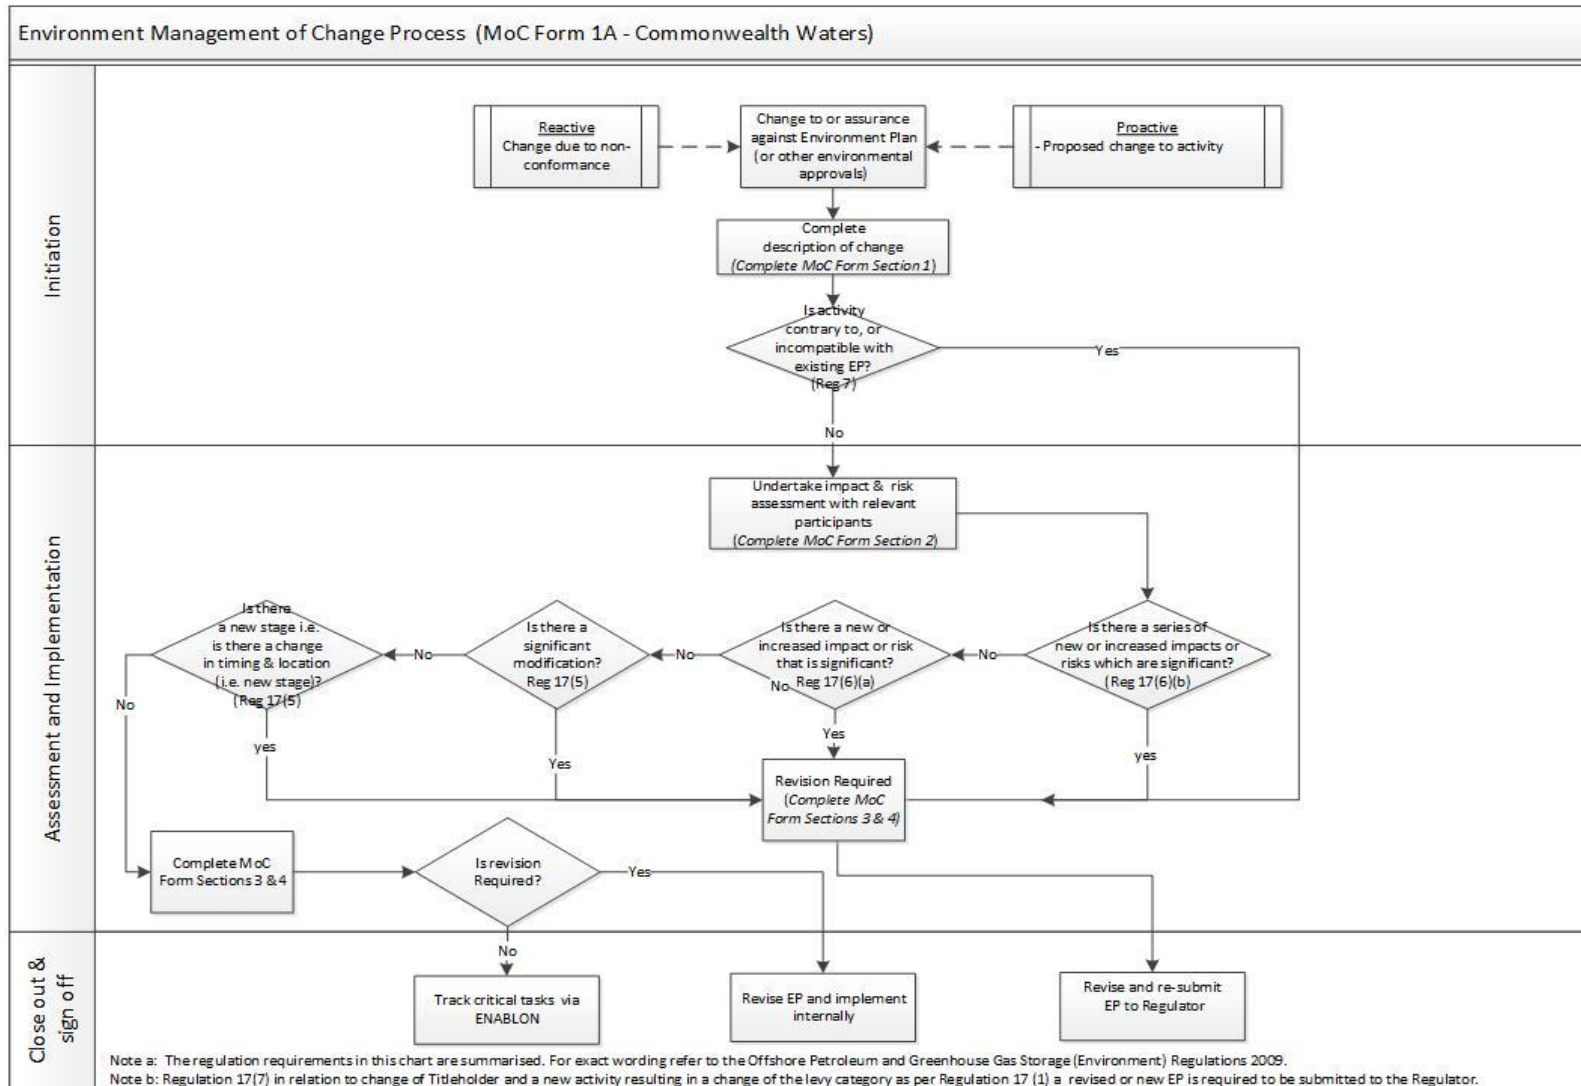 Environment Management of Change Process (MoC Form 1A - Commonwealth Waters)
Initiation
Reactive
Change due to non-
conformance
Change to or assurance
against Environment Plan
(or other environmental
approvals)
Proactive
- Proposed change to activity
Complete
description of change
(Complete MoC Form Section 1)
Is activity
contrary to, or
incompatible with
existing EP?
(Reg 7)
Yes
No
Assessment and Implementation
Undertake impact & risk
assessment with relevant
participants
(Complete MoC Form Section 2)
Is there
a new stage i.e.
is there a change
in timing & location
(i.e. new stage)?
(Reg 17(5)
No
Is there a
significant
modification?
Reg 17(5)
No
Is there a new or
increased impact or risk
that is significant?
No Reg 17(6)(a)
No
Is there a series of
new or increased impacts or
risks which are significant?
(Reg 17(6)(b)
No
yes
Yes
Yes
yes
Revision Required
(Complete MoC
Form Sections 3 & 4)
Complete MoC
Form Sections 3 & 4
Is revision
Required?
Yes
No
Close out &
sign off
Track critical tasks via
ENABLON
Revise EP and implement
internally
Revise and re-submit
EP to Regulator
Note a: The regulation requirements in this chart are summarised. For exact wording refer to the Offshore Petroleum and Greenhouse Gas Storage (Environment) Regulations 2009.
Note b: Regulation 17(7) in relation to change of Titleholder and a new activity resulting in a change of the levy category as per Regulation 17 (1) a revised or new EP is required to be submitted to the Regulator.